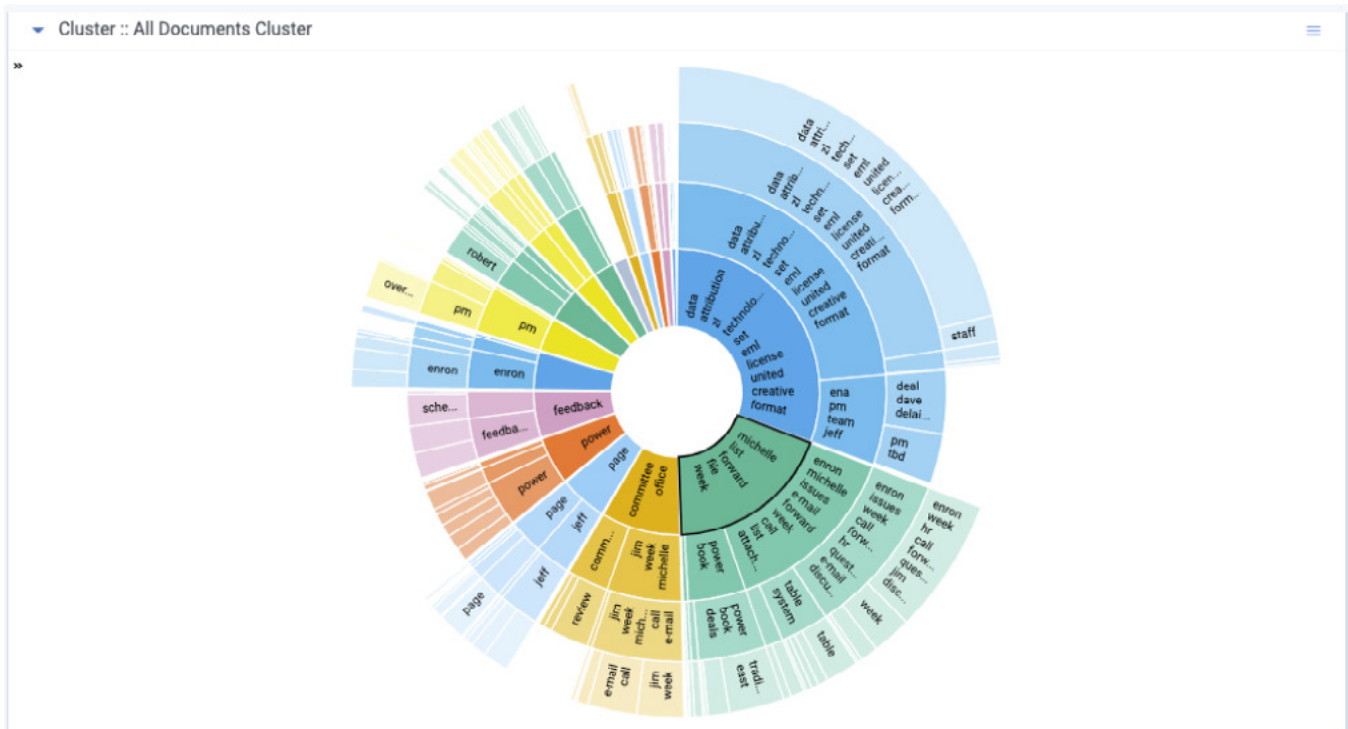 Cluster :: All Documents Cluster
»
data
attri...
zl
tech...
set
eml
united
licen...
crea...
form...
data
attrib...
zl
techn...
set
eml
license
united
creati...
format
data
attribu...
zl
techno...
set
eml
license
united
creative
format
data
attribution
zl
technolo...
set
eml
license
united
creative
format
staff
ena
pm
team
jeff
deal
dave
delai...
pm
tbd
michelle
list
forward
file
week
enron
michelle
issues
e-mail
forward
week
call
list
attach...
power
book
enron
issues
week
call
forw...
hr
quest...
e-mail
discu...
table
system
power
book
deals
enron
week
hr
call
forw...
ques...
jim
disc...
week
table
tradi...
east
committee
office
jim
week
michelle
comm...
jim
week
mich...
call
e-mail
review
jim
week
e-mail
call
page
page
jeff
jeff
page
power
power
feedback
feedba...
sche...
enron
enron
pm
pm
over...
robert